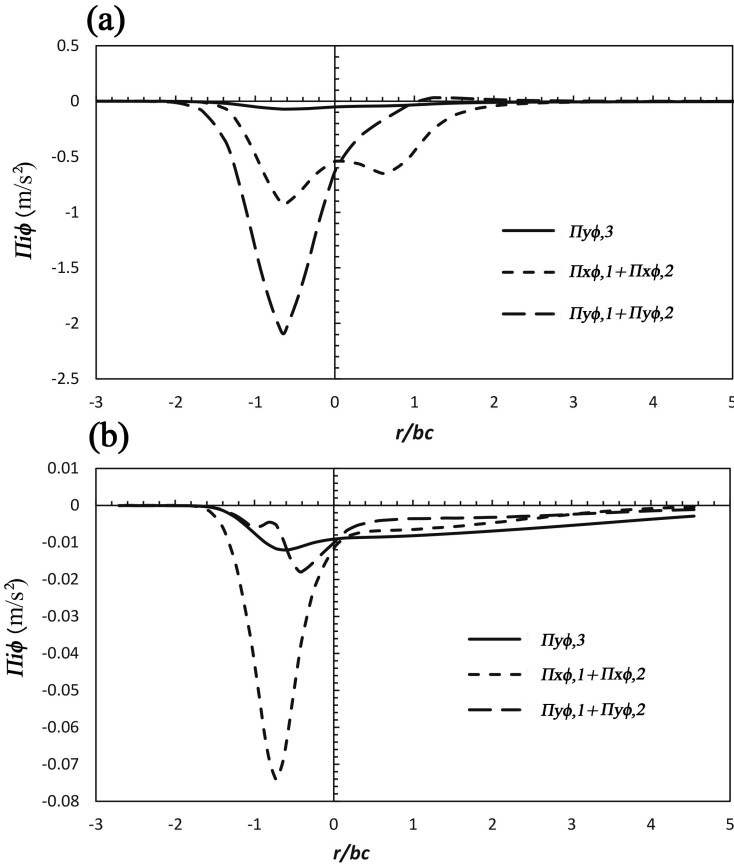 (a)
0.5
0
-0.5
-1
-1.5
-2
-2.5
Πiϕ (m/s²)
Πyϕ,3
Πxϕ,1+Πxϕ,2
Πyϕ,1+Πyϕ,2
-3 -2 -1 0 1 2 3 4 5
r/bc
(b)
0.01
0
-0.01
-0.02
-0.03
-0.04
-0.05
-0.06
-0.07
-0.08
Πiϕ (m/s²)
Πyϕ,3
Πxϕ,1+Πxϕ,2
Πyϕ,1+Πyϕ,2
-3 -2 -1 0 1 2 3 4 5
r/bc